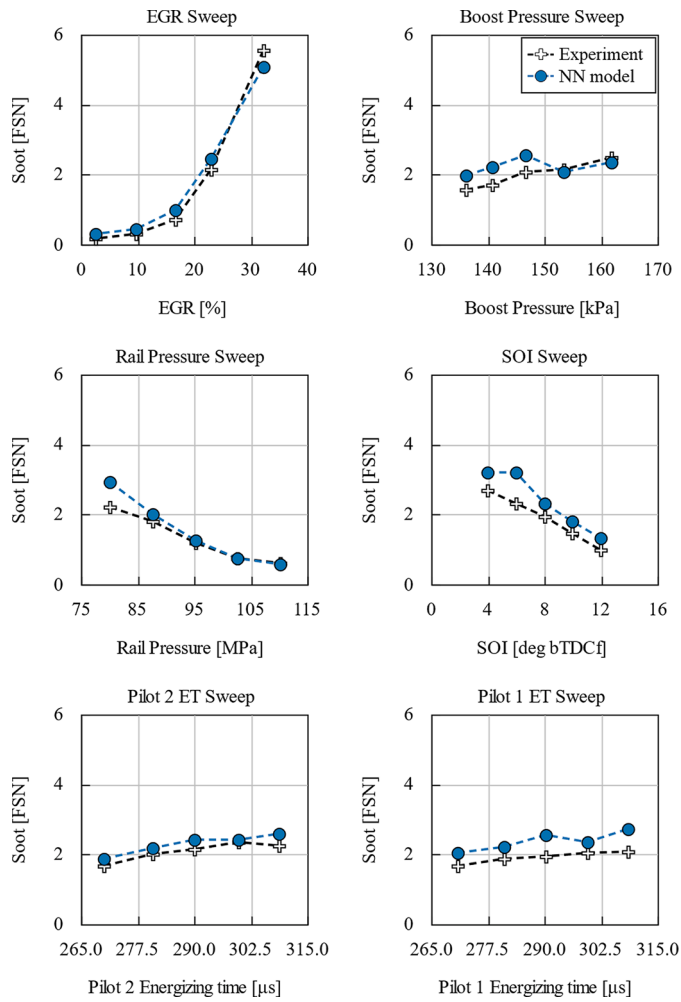 EGR Sweep
Soot [FSN]
6
4
2
0
0 10 20 30 40
EGR [%]
Boost Pressure Sweep
Experiment
NN model
Soot [FSN]
6
4
2
0
130 140 150 160 170
Boost Pressure [kPa]
Rail Pressure Sweep
Soot [FSN]
6
4
2
0
75 85 95 105 115
Rail Pressure [MPa]
SOI Sweep
Soot [FSN]
6
4
2
0
0 4 8 12 16
SOI [deg bTDCf]
Pilot 2 ET Sweep
Soot [FSN]
6
4
2
0
265.0 277.5 290.0 302.5 315.0
Pilot 2 Energizing time [µs]
Pilot 1 ET Sweep
Soot [FSN]
6
4
2
0
265.0 277.5 290.0 302.5 315.0
Pilot 1 Energizing time [µs]